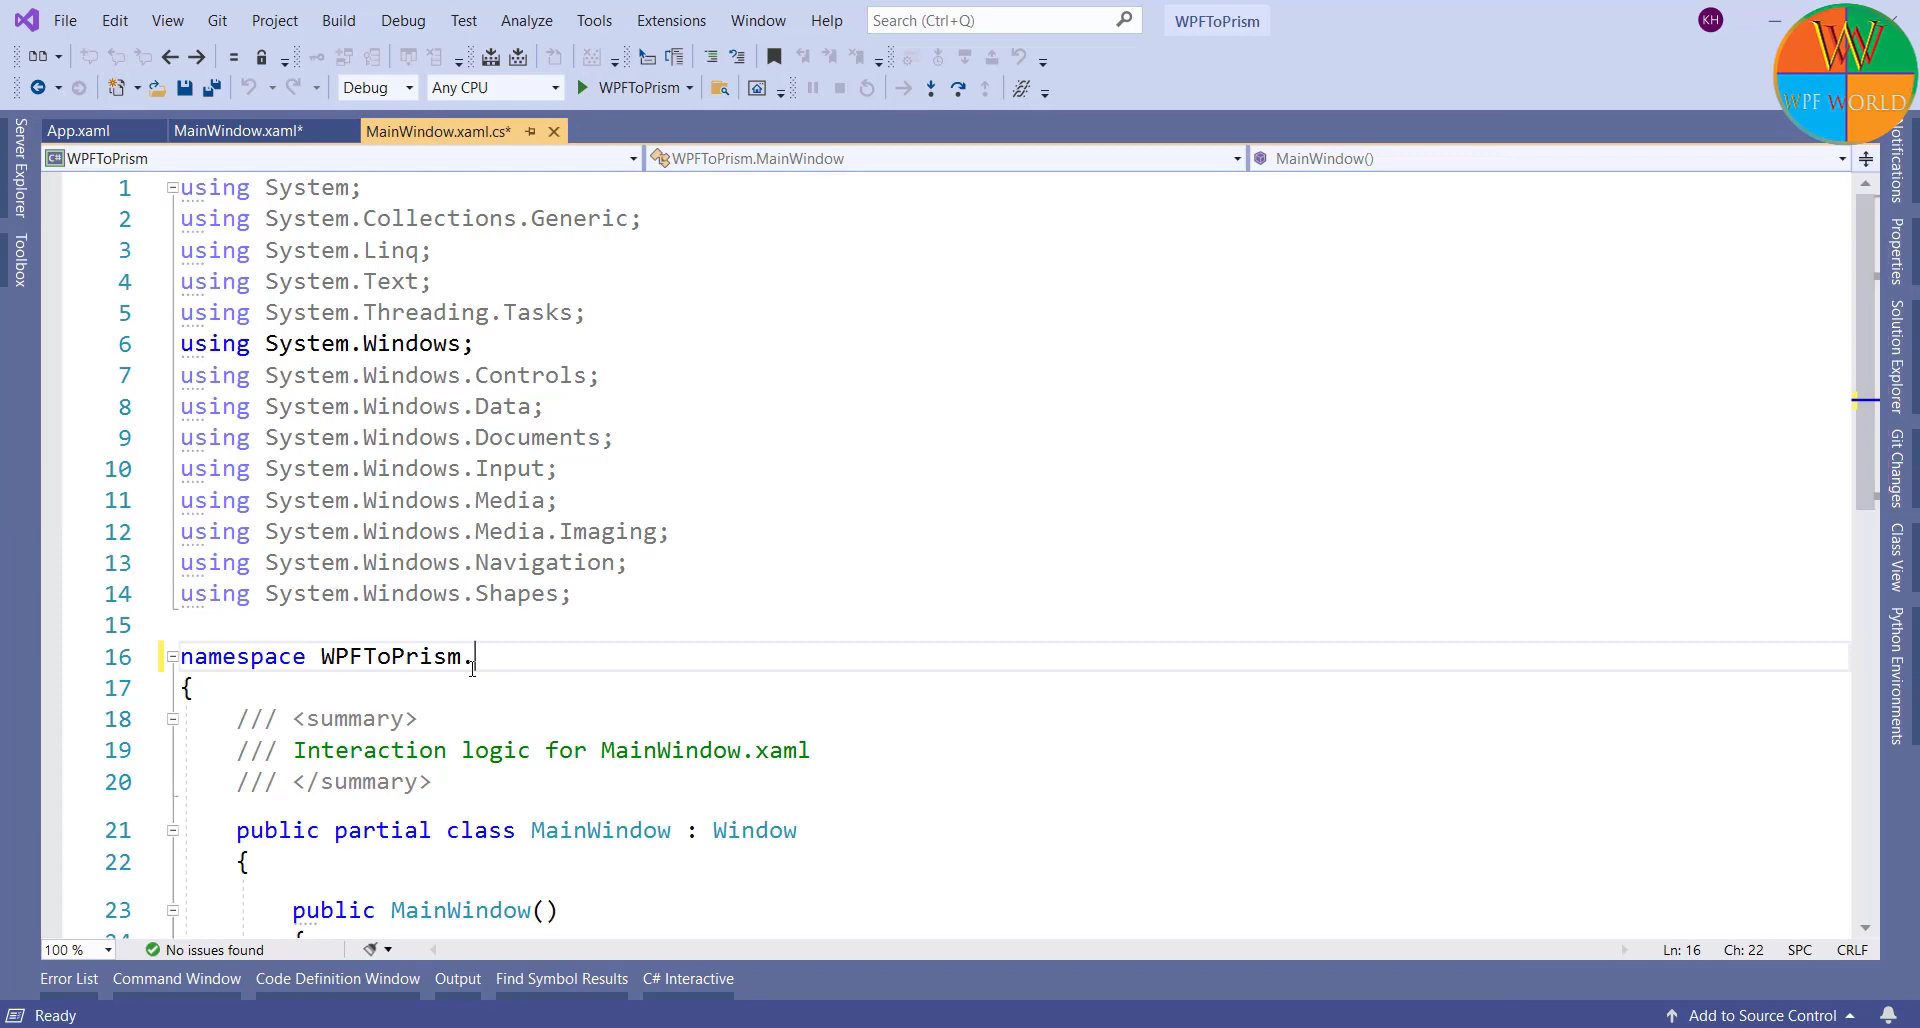 File Edit View Git Project Build Debug Test Analyze Tools Extensions Window Help Search (Ctrl+Q) WPFToPrism KH
Debug Any CPU WPFToPrism
W
WPF WORLD
App.xaml MainWindow.xaml* MainWindow.xaml.cs*
WPFToPrism WPFToPrism.MainWindow MainWindow()
Server Explorer
Toolbox
1 using System;
2 using System.Collections.Generic;
3 using System.Linq;
4 using System.Text;
5 using System.Threading.Tasks;
6 using System.Windows;
7 using System.Windows.Controls;
8 using System.Windows.Data;
9 using System.Windows.Documents;
10 using System.Windows.Input;
11 using System.Windows.Media;
12 using System.Windows.Media.Imaging;
13 using System.Windows.Navigation;
14 using System.Windows.Shapes;
15
16 namespace WPFToPrism.
17 {
18 /// <summary>
19 /// Interaction logic for MainWindow.xaml
20 /// </summary>
21 public partial class MainWindow : Window
22 {
23 public MainWindow()
Notifications
Properties
Solution Explorer
Git Changes
Class View
Python Environments
100 % No issues found Ln: 16 Ch: 22 SPC CRLF
Error List Command Window Code Definition Window Output Find Symbol Results C# Interactive
Ready Add to Source Control